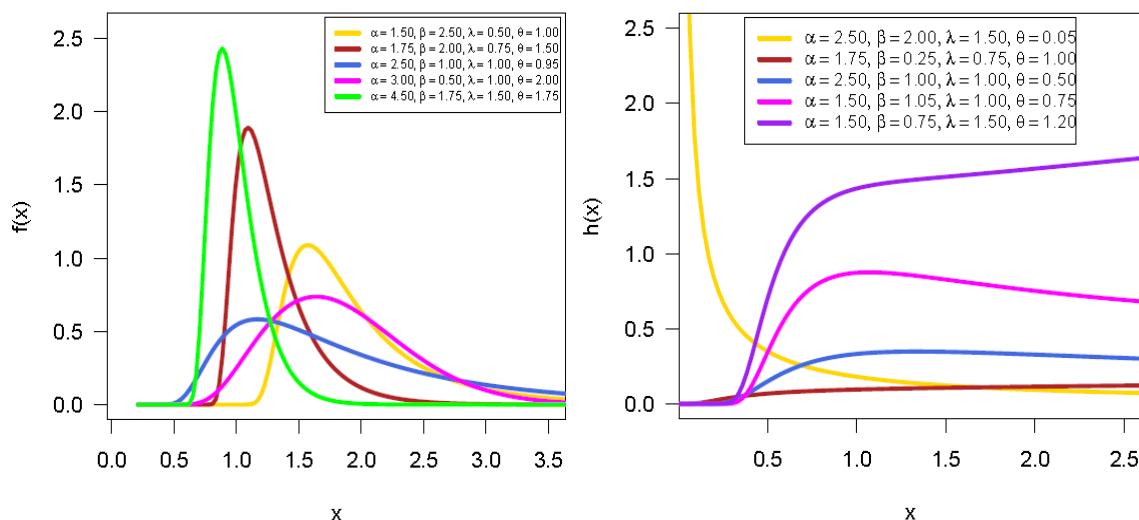 f(x)
2.5
2.0
1.5
1.0
0.5
0.0
α = 1.50, β = 2.50, λ = 0.50, θ = 1.00
α = 1.75, β = 2.00, λ = 0.75, θ = 1.50
α = 2.50, β = 1.00, λ = 1.00, θ = 0.95
α = 3.00, β = 0.50, λ = 1.00, θ = 2.00
α = 4.50, β = 1.75, λ = 1.50, θ = 1.75
0.0 0.5 1.0 1.5 2.0 2.5 3.0 3.5
x
h(x)
2.5
2.0
1.5
1.0
0.5
0.0
α = 2.50, β = 2.00, λ = 1.50, θ = 0.05
α = 1.75, β = 0.25, λ = 0.75, θ = 1.00
α = 2.50, β = 1.00, λ = 1.00, θ = 0.50
α = 1.50, β = 1.05, λ = 1.00, θ = 0.75
α = 1.50, β = 0.75, λ = 1.50, θ = 1.20
0.5 1.0 1.5 2.0 2.5
x